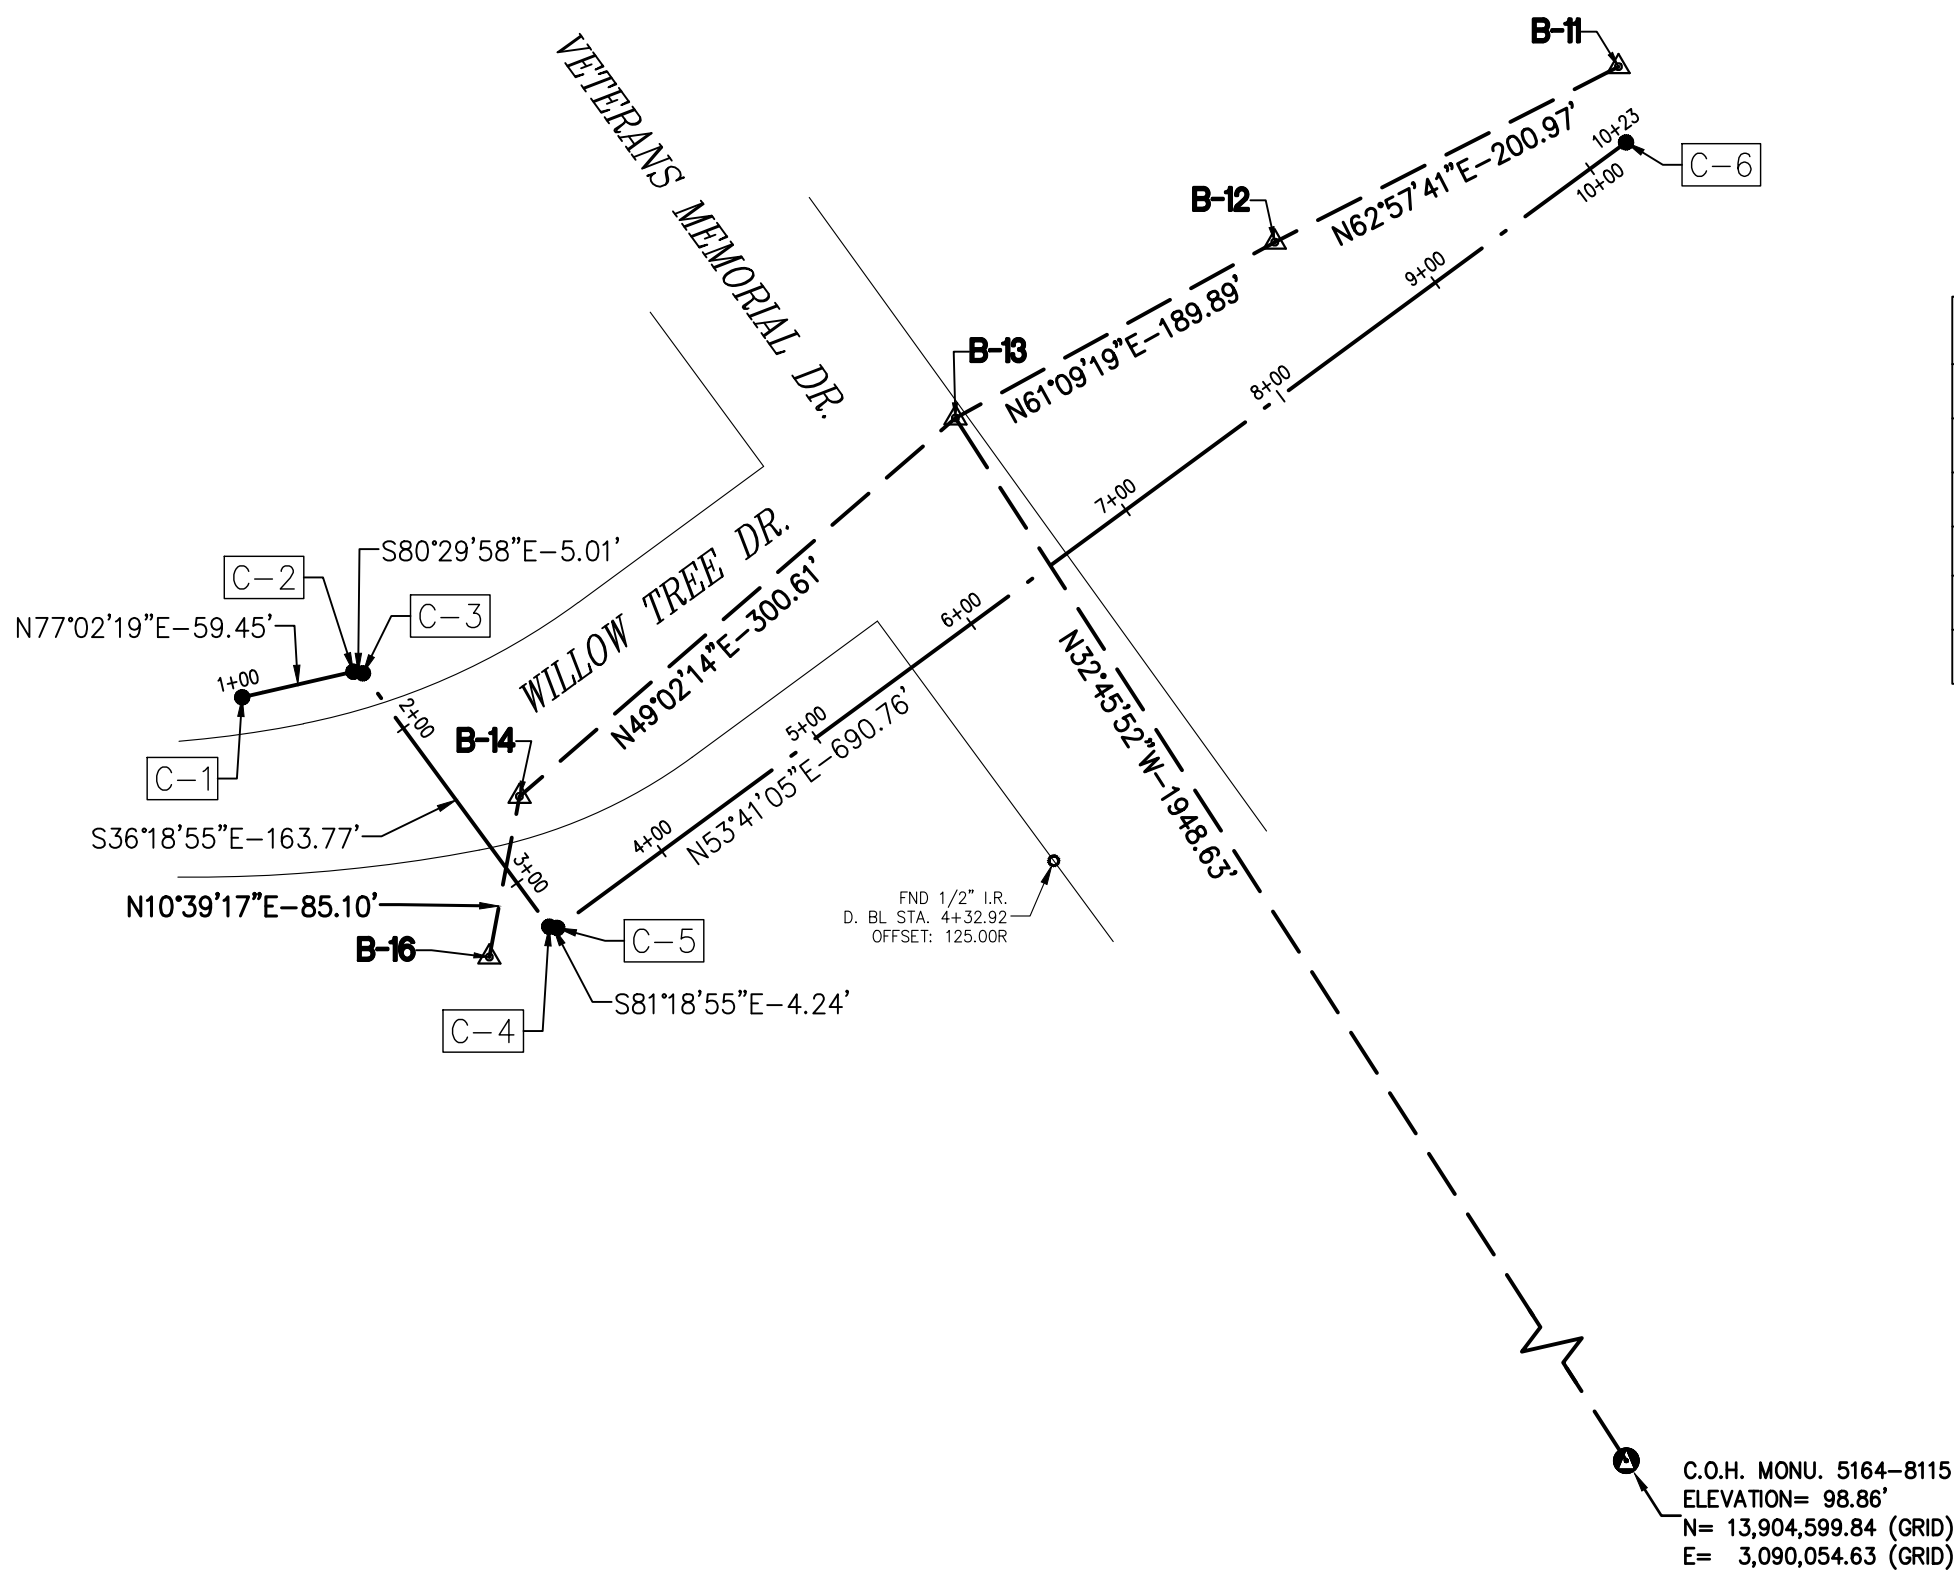 VETERANS MEMORIAL DR.
B-11
N62°57'41"E-200.97'
10+23
10+00
C-6
B-12
9+00
N61°09'19"E-189.89'
8+00
B-13
7+00
WILLOW TREE DR.
N49°02'14"E-300.61'
6+00
S80°29'58"E-5.01'
C-2
C-3
N77°02'19"E-59.45'
1+00
2+00
C-1
B-14
5+00
N53°41'05"E-690.76'
N32°45'52"W-1948.63'
S36°18'55"E-163.77'
4+00
3+00
N10°39'17"E-85.10'
FND 1/2" I.R.
D. BL STA. 4+32.92
OFFSET: 125.00R
B-16
C-5
S81°18'55"E-4.24'
C-4
C.O.H. MONU. 5164-8115
ELEVATION= 98.86'
N= 13,904,599.84 (GRID)
E= 3,090,054.63 (GRID)